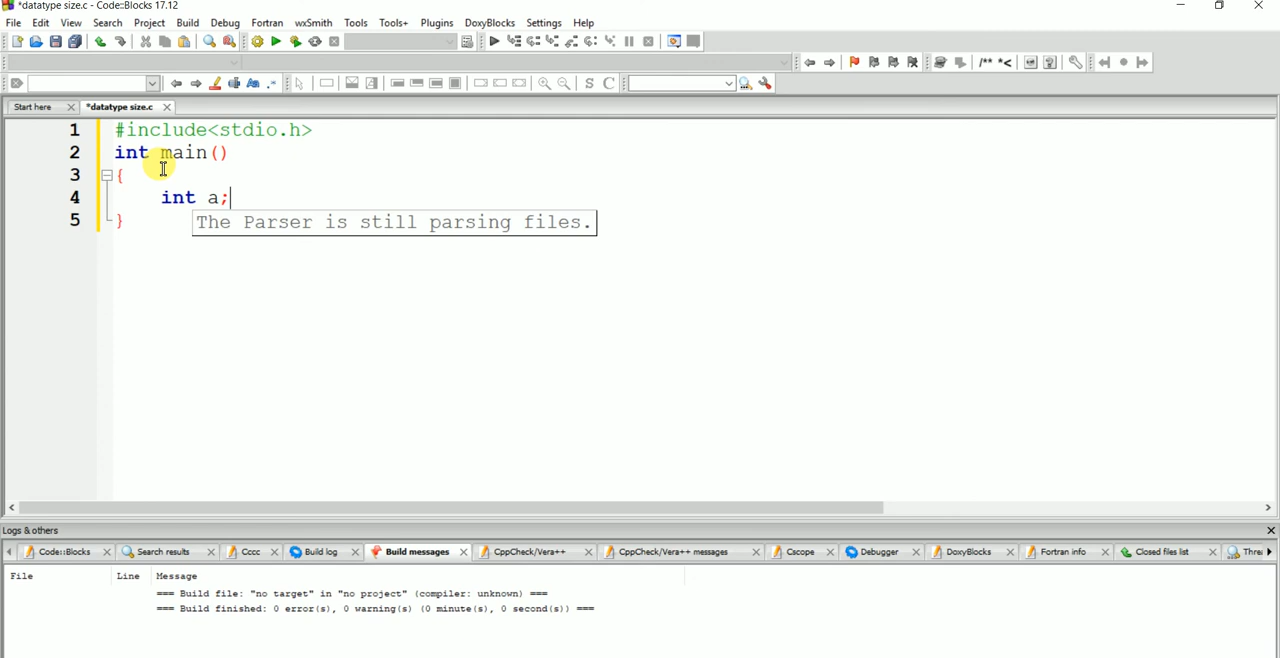 *datatype size.c - Code::Blocks 17.12
File Edit View Search Project Build Debug Fortran wxSmith Tools Tools+ Plugins DoxyBlocks Settings Help
/** *<
S C
Start here *datatype size.c
1 #include<stdio.h>
2 int main()
3 {
4 int a;
5 }
The Parser is still parsing files.
Logs & others
Code::Blocks Search results Cccc Build log Build messages CppCheck/Vera++ CppCheck/Vera++ messages Cscope Debugger DoxyBlocks Fortran info Closed files list Threa
File Line Message
=== Build file: "no target" in "no project" (compiler: unknown) ===
=== Build finished: 0 error(s), 0 warning(s) (0 minute(s), 0 second(s)) ===